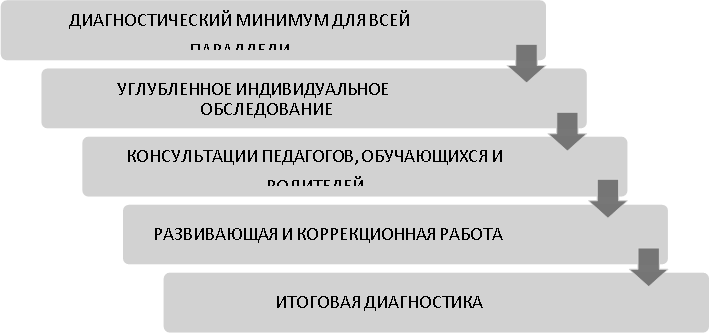 ДИАГНОСТИЧЕСКИЙ МИНИМУМ ДЛЯ ВСЕЙ
ПАРАЛЛЕЛИ
УГЛУБЛЕННОЕ ИНДИВИДУАЛЬНОЕ
ОБСЛЕДОВАНИЕ
КОНСУЛЬТАЦИИ ПЕДАГОГОВ, ОБУЧАЮЩИХСЯ И
РОДИТЕЛЕЙ
РАЗВИВАЮЩАЯ И КОРРЕКЦИОННАЯ РАБОТА
ИТОГОВАЯ ДИАГНОСТИКА